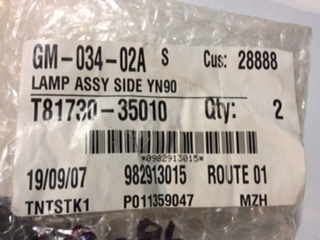 GM-034-02A S Cus: 28888
LAMP ASSY SIDE YN90
T81730-35010 Qty: 2
*0982913015*
19/09/07 982913015 ROUTE 01
TNTSTK1 P011359047 MZH